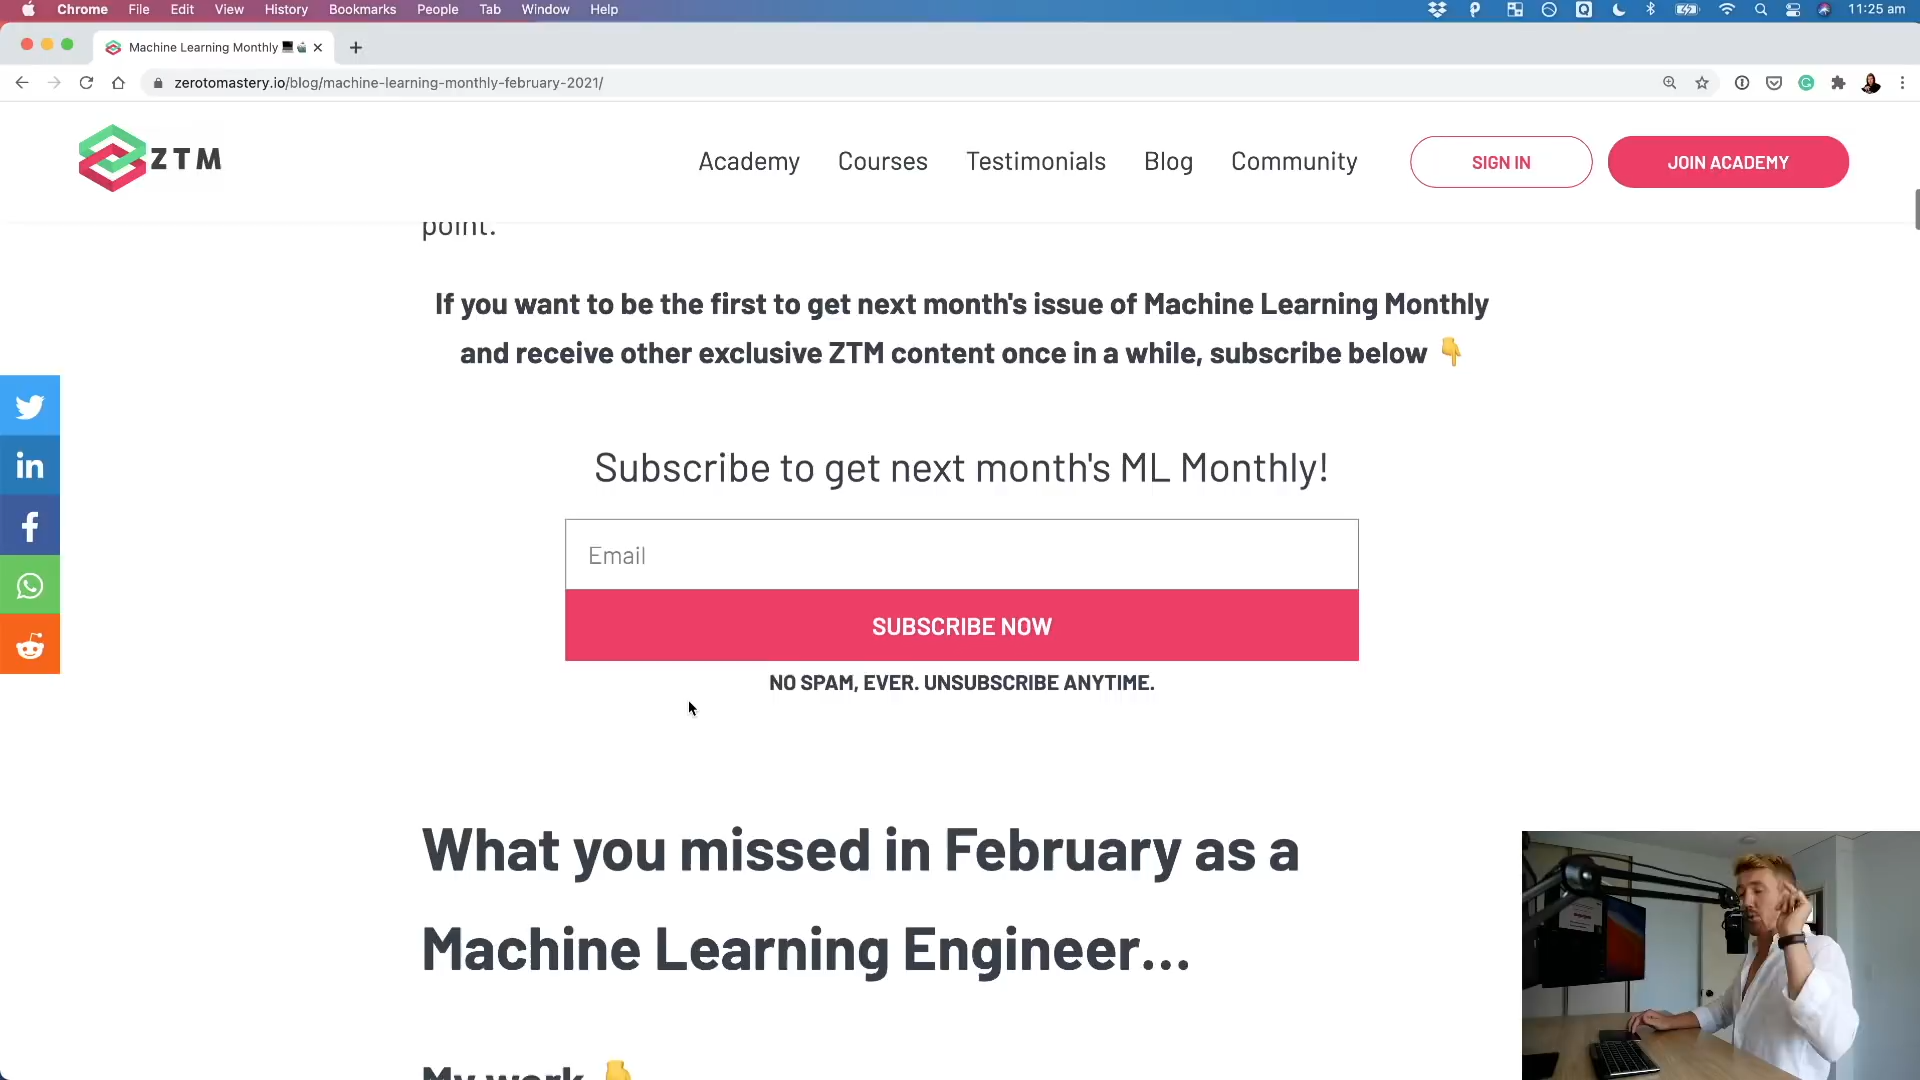 Chrome File Edit View History Bookmarks People Tab Window Help 11:25 am
Machine Learning Monthly
zerotomastery.io/blog/machine-learning-monthly-february-2021/
ZTM Academy Courses Testimonials Blog Community SIGN IN JOIN ACADEMY
point.
If you want to be the first to get next month's issue of Machine Learning Monthly
and receive other exclusive ZTM content once in a while, subscribe below 👇
Subscribe to get next month's ML Monthly!
Email
SUBSCRIBE NOW
NO SPAM, EVER. UNSUBSCRIBE ANYTIME.
What you missed in February as a
Machine Learning Engineer...
My work 👇